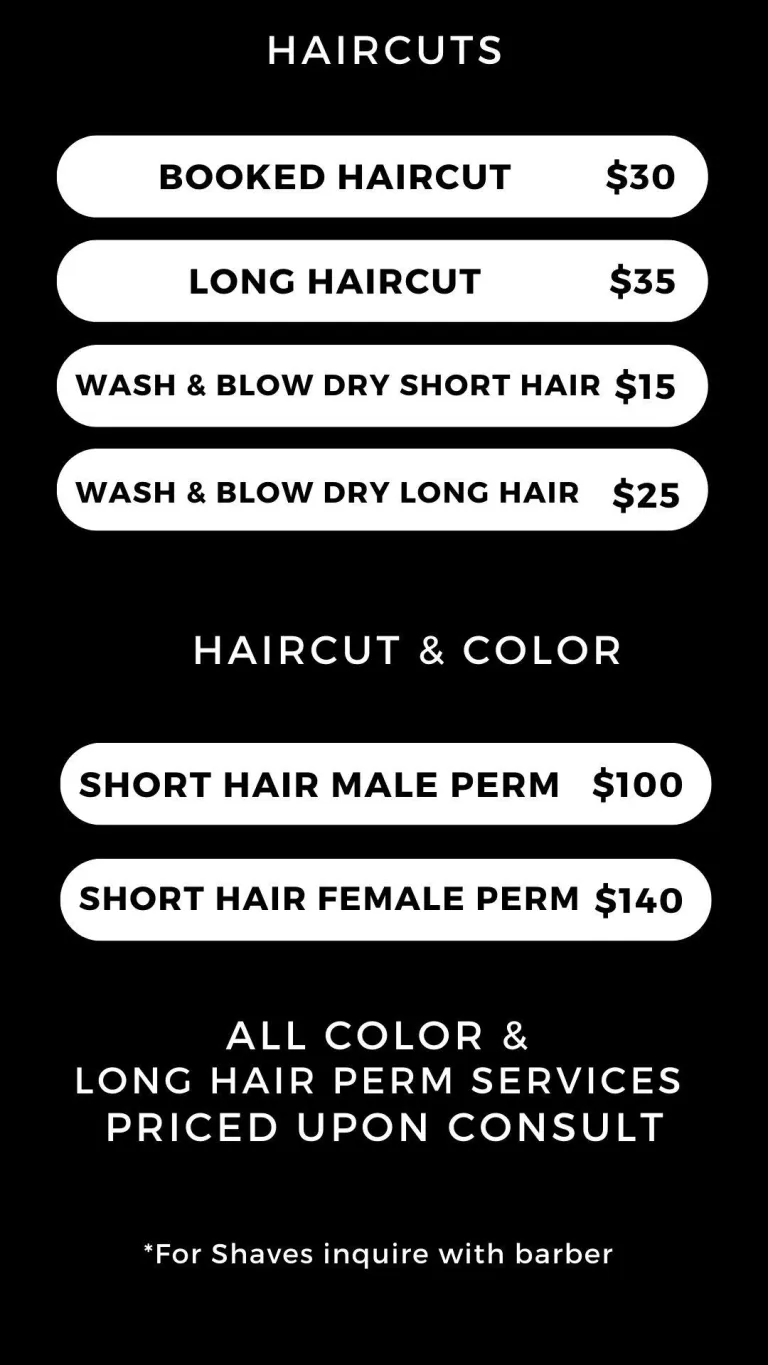 HAIRCUTS
BOOKED HAIRCUT $30
LONG HAIRCUT $35
WASH & BLOW DRY SHORT HAIR $15
WASH & BLOW DRY LONG HAIR $25
HAIRCUT & COLOR
SHORT HAIR MALE PERM $100
SHORT HAIR FEMALE PERM $140
ALL COLOR &
LONG HAIR PERM SERVICES
PRICED UPON CONSULT
*For Shaves inquire with barber